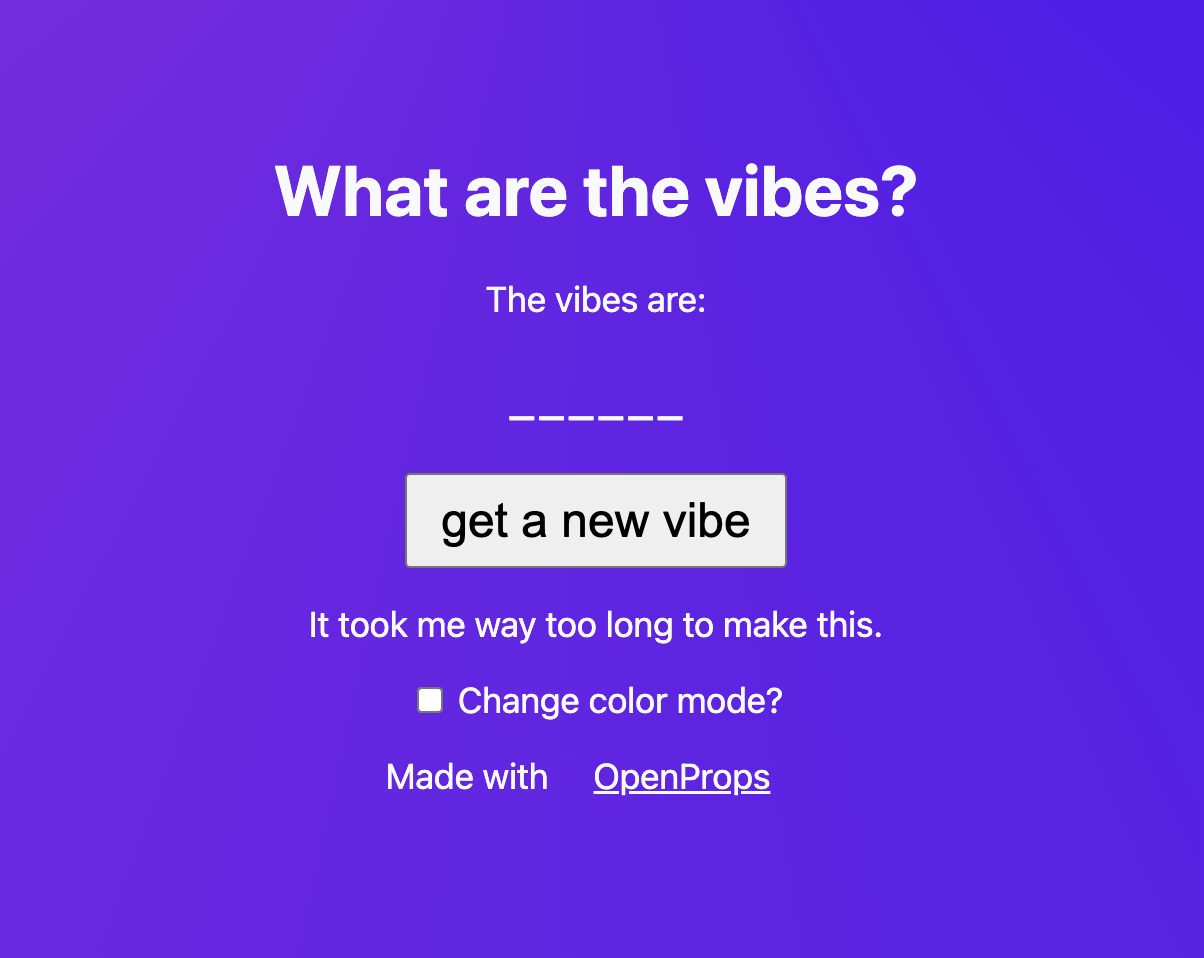 What are the vibes?
The vibes are:
______
get a new vibe
It took me way too long to make this.
Change color mode?
Made with OpenProps